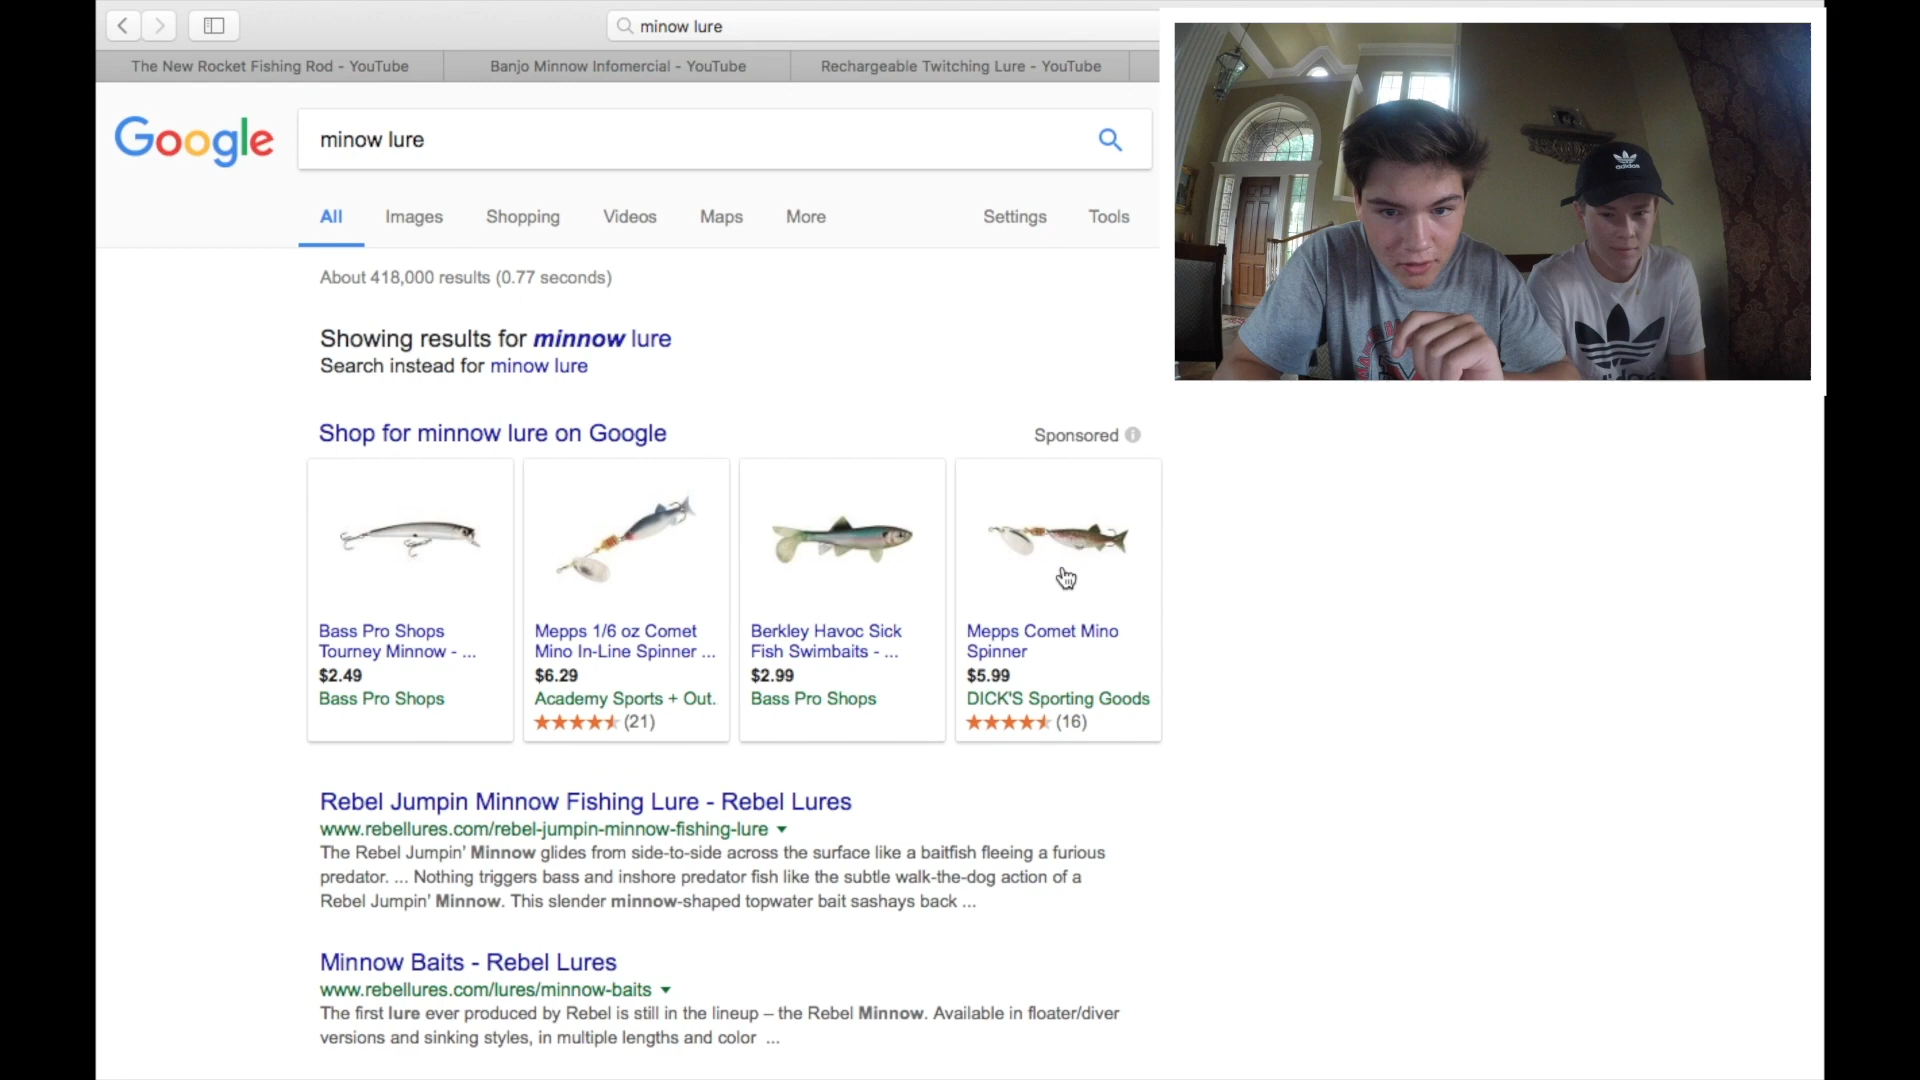 minow lure
The New Rocket Fishing Rod - YouTube
Banjo Minnow Infomercial - YouTube
Rechargeable Twitching Lure - YouTube
Google
minow lure
All Images Shopping Videos Maps More Settings Tools
About 418,000 results (0.77 seconds)
Showing results for minnow lure
Search instead for minow lure
Shop for minnow lure on Google
Sponsored
Bass Pro Shops
Tourney Minnow - ...
$2.49
Bass Pro Shops
Mepps 1/6 oz Comet
Mino In-Line Spinner ...
$6.29
Academy Sports + Out.
(21)
Berkley Havoc Sick
Fish Swimbaits - ...
$2.99
Bass Pro Shops
Mepps Comet Mino
Spinner
$5.99
DICK'S Sporting Goods
(16)
Rebel Jumpin Minnow Fishing Lure - Rebel Lures
www.rebellures.com/rebel-jumpin-minnow-fishing-lure
The Rebel Jumpin' Minnow glides from side-to-side across the surface like a baitfish fleeing a furious
predator. ... Nothing triggers bass and inshore predator fish like the subtle walk-the-dog action of a
Rebel Jumpin' Minnow. This slender minnow-shaped topwater bait sashays back ...
Minnow Baits - Rebel Lures
www.rebellures.com/lures/minnow-baits
The first lure ever produced by Rebel is still in the lineup – the Rebel Minnow. Available in floater/diver
versions and sinking styles, in multiple lengths and color ...
adidas
adidas